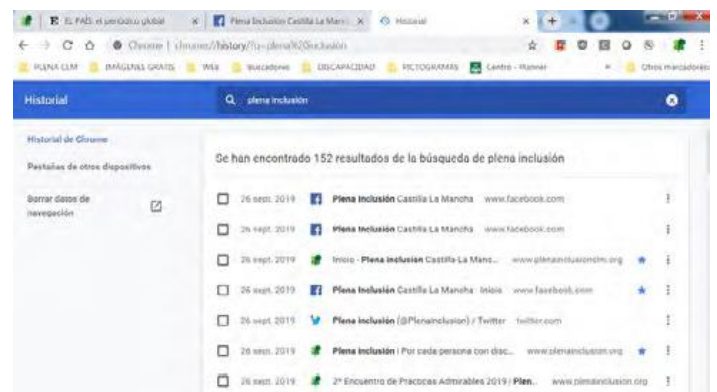 E EL PAÍS: el periódico global
Plena Inclusión Castilla La Man
Historial
Chrome | chrome://history/?q=plena%20inclusión
PLENA CLM
IMÁGENES GRATIS
WEB
Buscadores
DISCAPACIDAD
PICTOGRAMAS
Centro - Planner
»
Otros marcadores
Historial
plena inclusión
Historial de Chrome
Pestañas de otros dispositivos
Borrar datos de
navegación
Se han encontrado 152 resultados de la búsqueda de plena inclusión
26 sept. 2019 Plena Inclusión Castilla La Mancha www.facebook.com
26 sept. 2019 Plena Inclusión Castilla La Mancha www.facebook.com
26 sept. 2019 Inicio - Plena inclusión Castilla-La Manc... www.plenainclusionclm.org
26 sept. 2019 Plena Inclusión Castilla La Mancha - Inicio www.facebook.com
26 sept. 2019 Plena inclusión (@Plenainclusion) / Twitter twitter.com
26 sept. 2019 Plena inclusión | Por cada persona con disc... www.plenainclusion.org
26 sept. 2019 2º Encuentro de Prácticas Admirables 2019 | Plen... www.plenainclusion.org